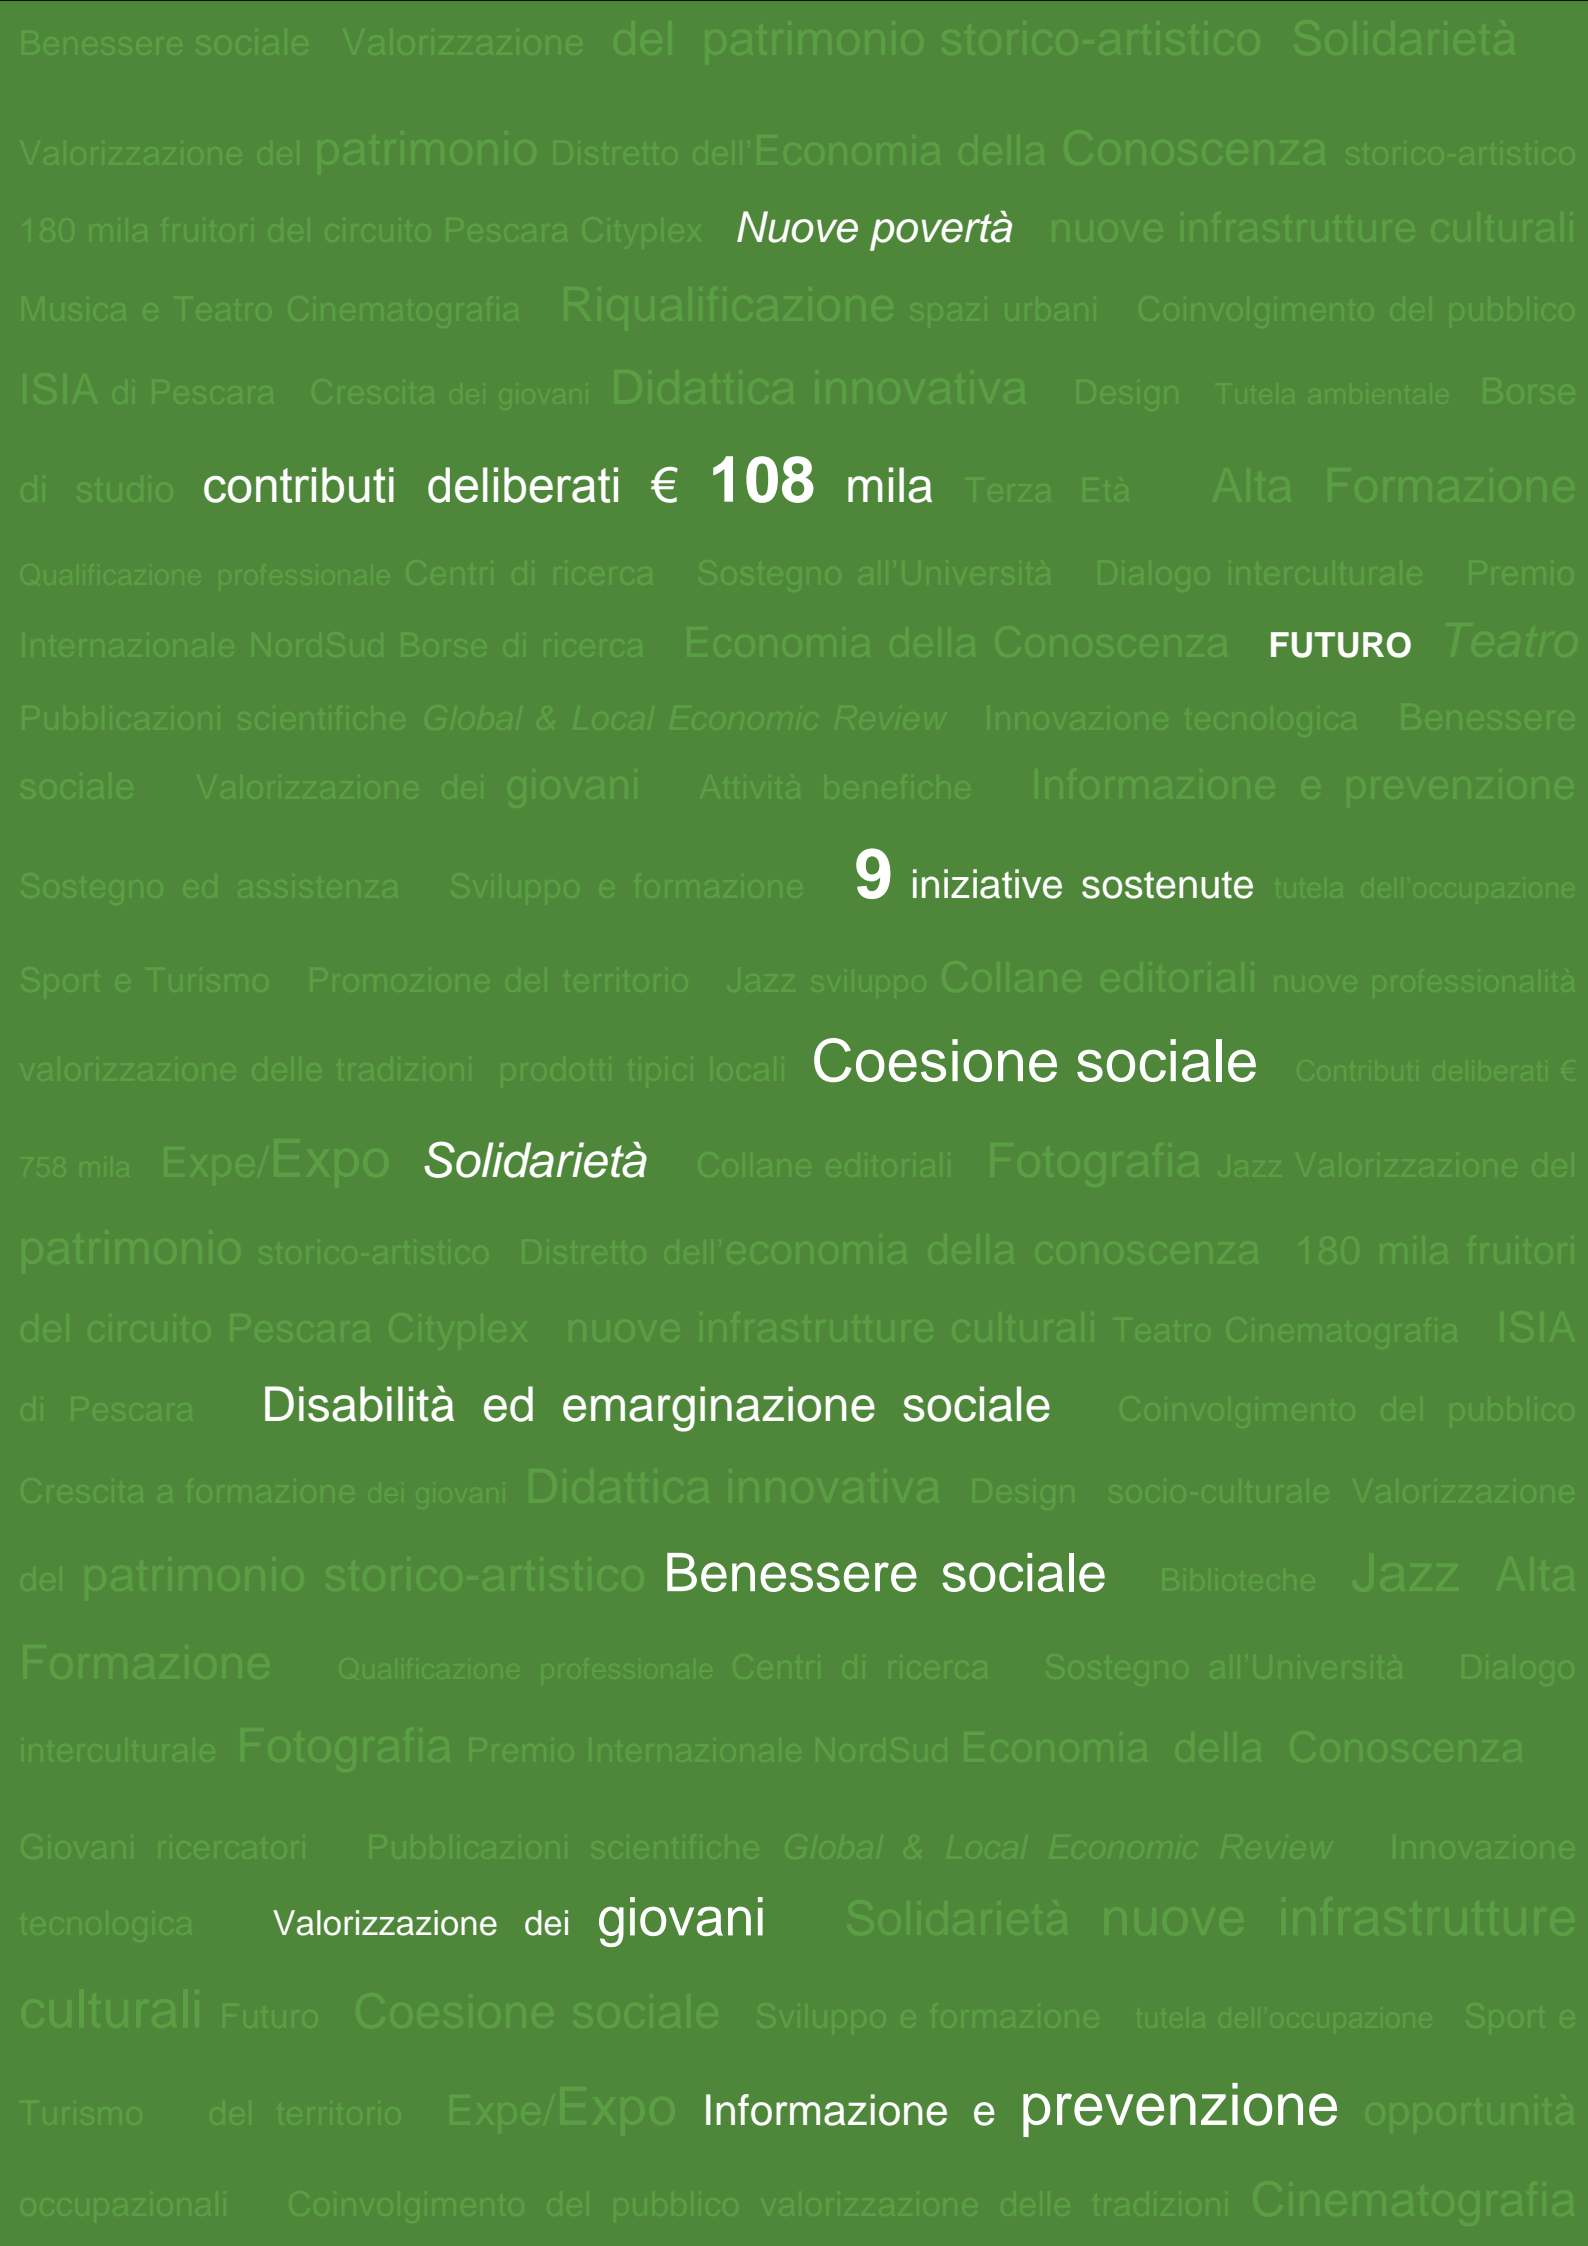 Benessere sociale Valorizzazione del patrimonio storico-artistico Solidarietà
Valorizzazione del patrimonio Distretto dell’Economia della Conoscenza storico-artistico
180 mila fruitori del circuito Pescara Cityplex Nuove povertà nuove infrastrutture culturali
Musica e Teatro Cinematografia Riqualificazione spazi urbani Coinvolgimento del pubblico
ISIA di Pescara Crescita dei giovani Didattica innovativa Design Tutela ambientale Borse
di studio contributi deliberati € 108 mila Terza Età Alta Formazione
Qualificazione professionale Centri di ricerca Sostegno all’Università Dialogo interculturale Premio
Internazionale NordSud Borse di ricerca Economia della Conoscenza FUTURO Teatro
Pubblicazioni scientifiche Global & Local Economic Review Innovazione tecnologica Benessere
sociale Valorizzazione dei giovani Attività benefiche Informazione e prevenzione
Sostegno ed assistenza Sviluppo e formazione 9 iniziative sostenute tutela dell’occupazione
Sport e Turismo Promozione del territorio Jazz sviluppo Collane editoriali nuove professionalità
valorizzazione delle tradizioni prodotti tipici locali Coesione sociale Contributi deliberati €
758 mila Expe/Expo Solidarietà Collane editoriali Fotografia Jazz Valorizzazione del
patrimonio storico-artistico Distretto dell’economia della conoscenza 180 mila fruitori
del circuito Pescara Cityplex nuove infrastrutture culturali Teatro Cinematografia ISIA
di Pescara Disabilità ed emarginazione sociale Coinvolgimento del pubblico
Crescita a formazione dei giovani Didattica innovativa Design socio-culturale Valorizzazione
del patrimonio storico-artistico Benessere sociale Biblioteche Jazz Alta
Formazione Qualificazione professionale Centri di ricerca Sostegno all’Università Dialogo
interculturale Fotografia Premio Internazionale NordSud Economia della Conoscenza
Giovani ricercatori Pubblicazioni scientifiche Global & Local Economic Review Innovazione
tecnologica Valorizzazione dei giovani Solidarietà nuove infrastrutture
culturali Futuro Coesione sociale Sviluppo e formazione tutela dell’occupazione Sport e
Turismo del territorio Expe/Expo Informazione e prevenzione opportunità
occupazionali Coinvolgimento del pubblico valorizzazione delle tradizioni Cinematografia